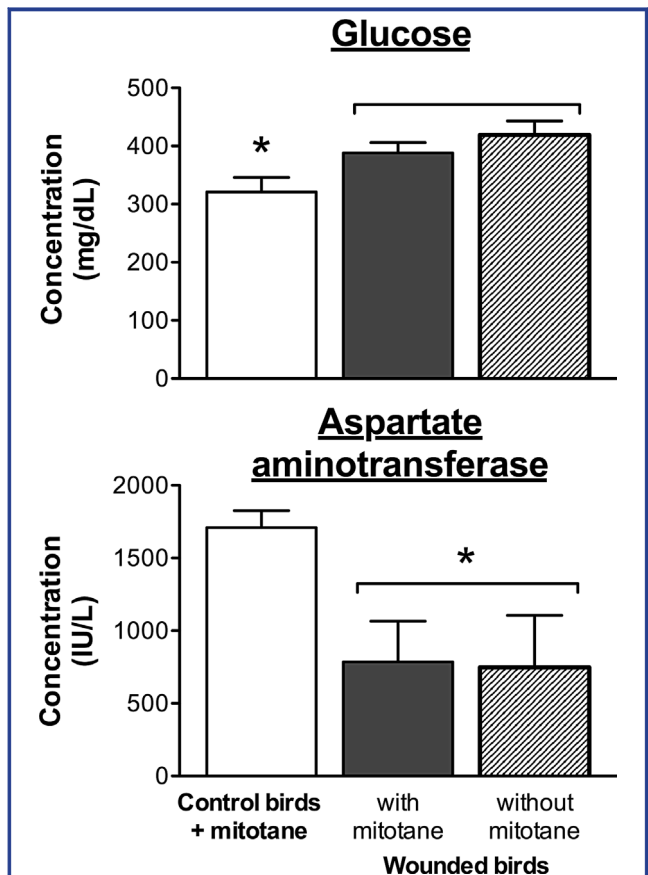 Glucose
500
400
300
200
100
0
Concentration
(mg/dL)
*
Aspartate
aminotransferase
2000
1500
1000
500
0
Concentration
(IU/L)
*
Control birds
+ mitotane
with
mitotane
without
mitotane
Wounded birds